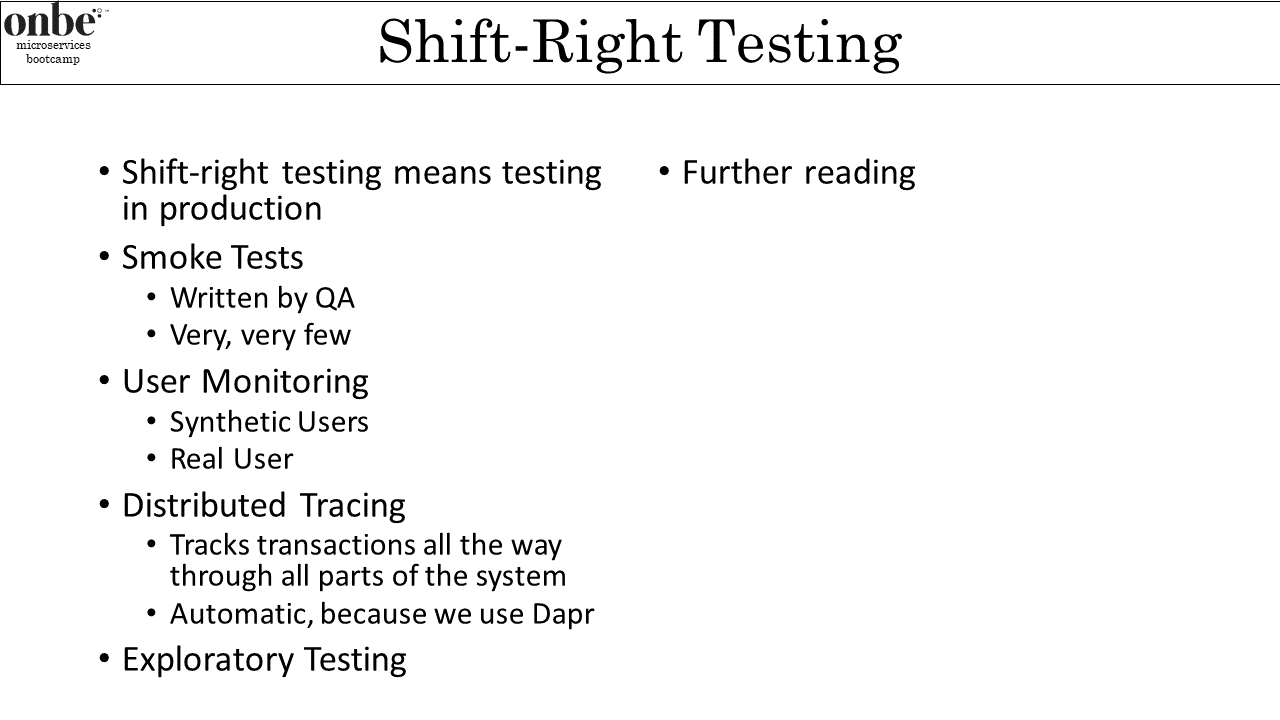 onbe
microservices
bootcamp
Shift-Right Testing
• Shift-right testing means testing
in production
• Smoke Tests
• Written by QA
• Very, very few
• User Monitoring
• Synthetic Users
• Real User
• Distributed Tracing
• Tracks transactions all the way
through all parts of the system
• Automatic, because we use Dapr
• Exploratory Testing
• Further reading